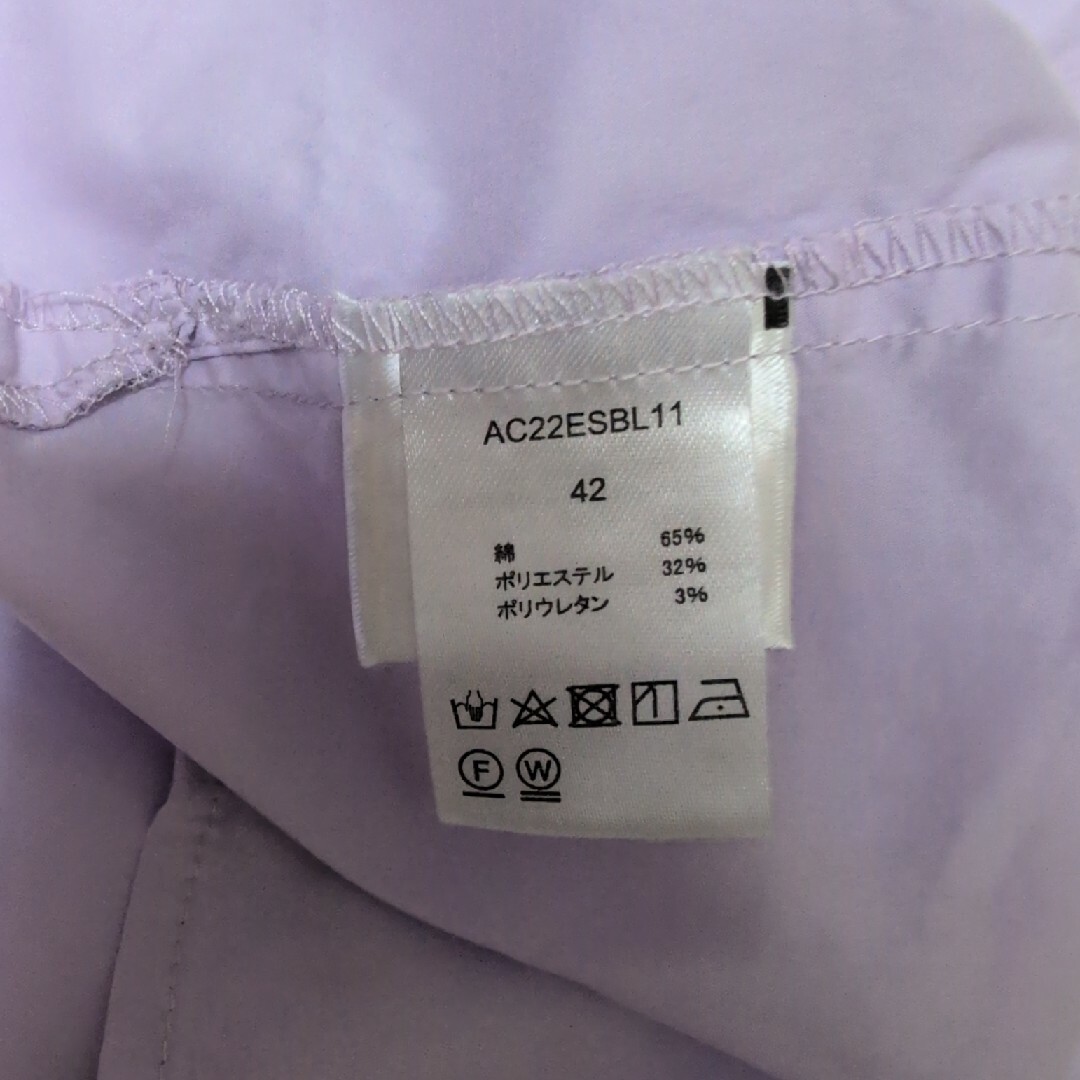 AC22ESBL11
42
綿 65%
ポリエステル 32%
ポリウレタン 3%
F W